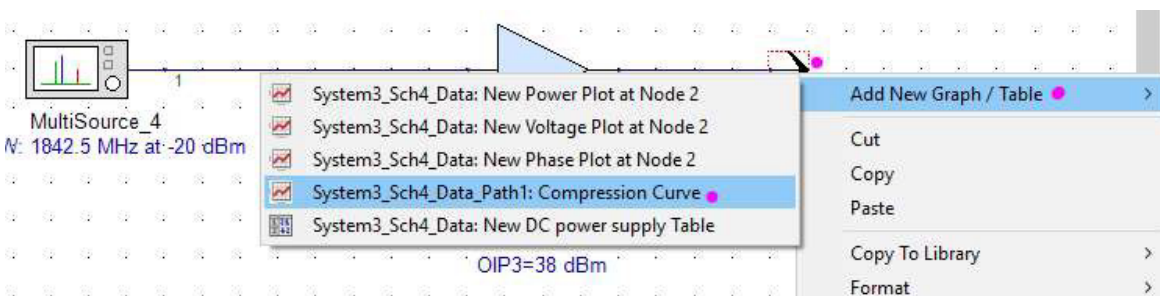 1
MultiSource_4
W: 1842.5 MHz at -20 dBm
System3_Sch4_Data: New Power Plot at Node 2
System3_Sch4_Data: New Voltage Plot at Node 2
System3_Sch4_Data: New Phase Plot at Node 2
System3_Sch4_Data_Path1: Compression Curve
System3_Sch4_Data: New DC power supply Table
OIP3=38 dBm
Add New Graph / Table
Cut
Copy
Paste
Copy To Library
Format